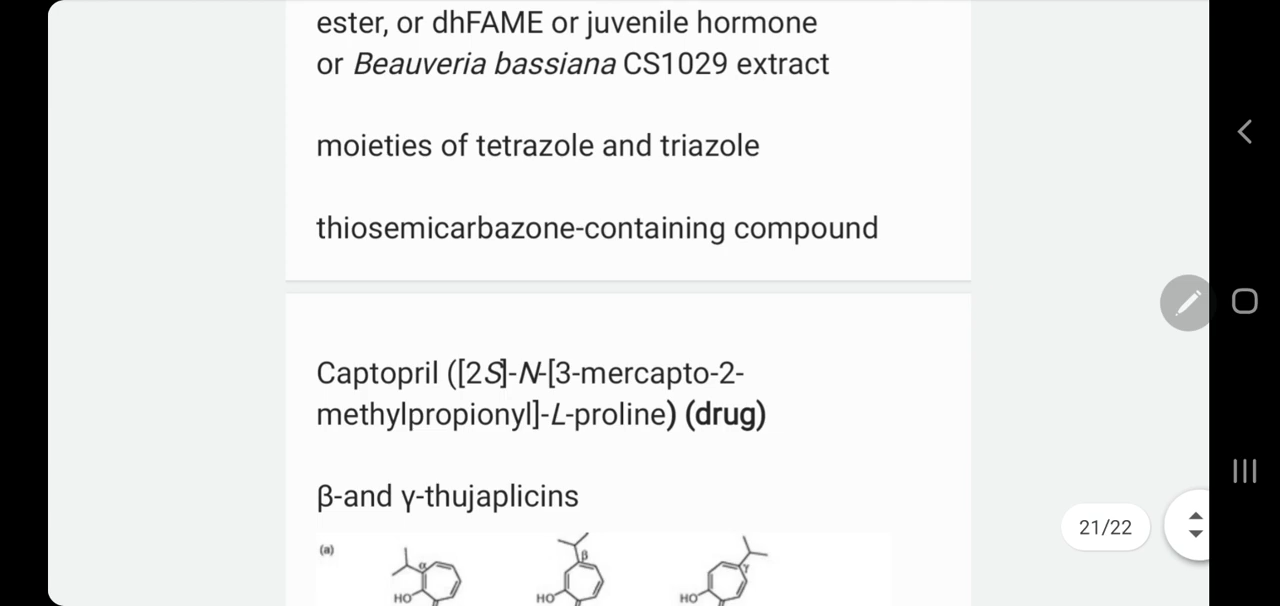 ester, or dhFAME or juvenile hormone
or Beauveria bassiana CS1029 extract
moieties of tetrazole and triazole
thiosemicarbazone-containing compound
Captopril ([2S]-N-[3-mercapto-2-
methylpropionyl]-L-proline) (drug)
β-and γ-thujaplicins
(a)
α
β
γ
HO
HO
HO
21/22